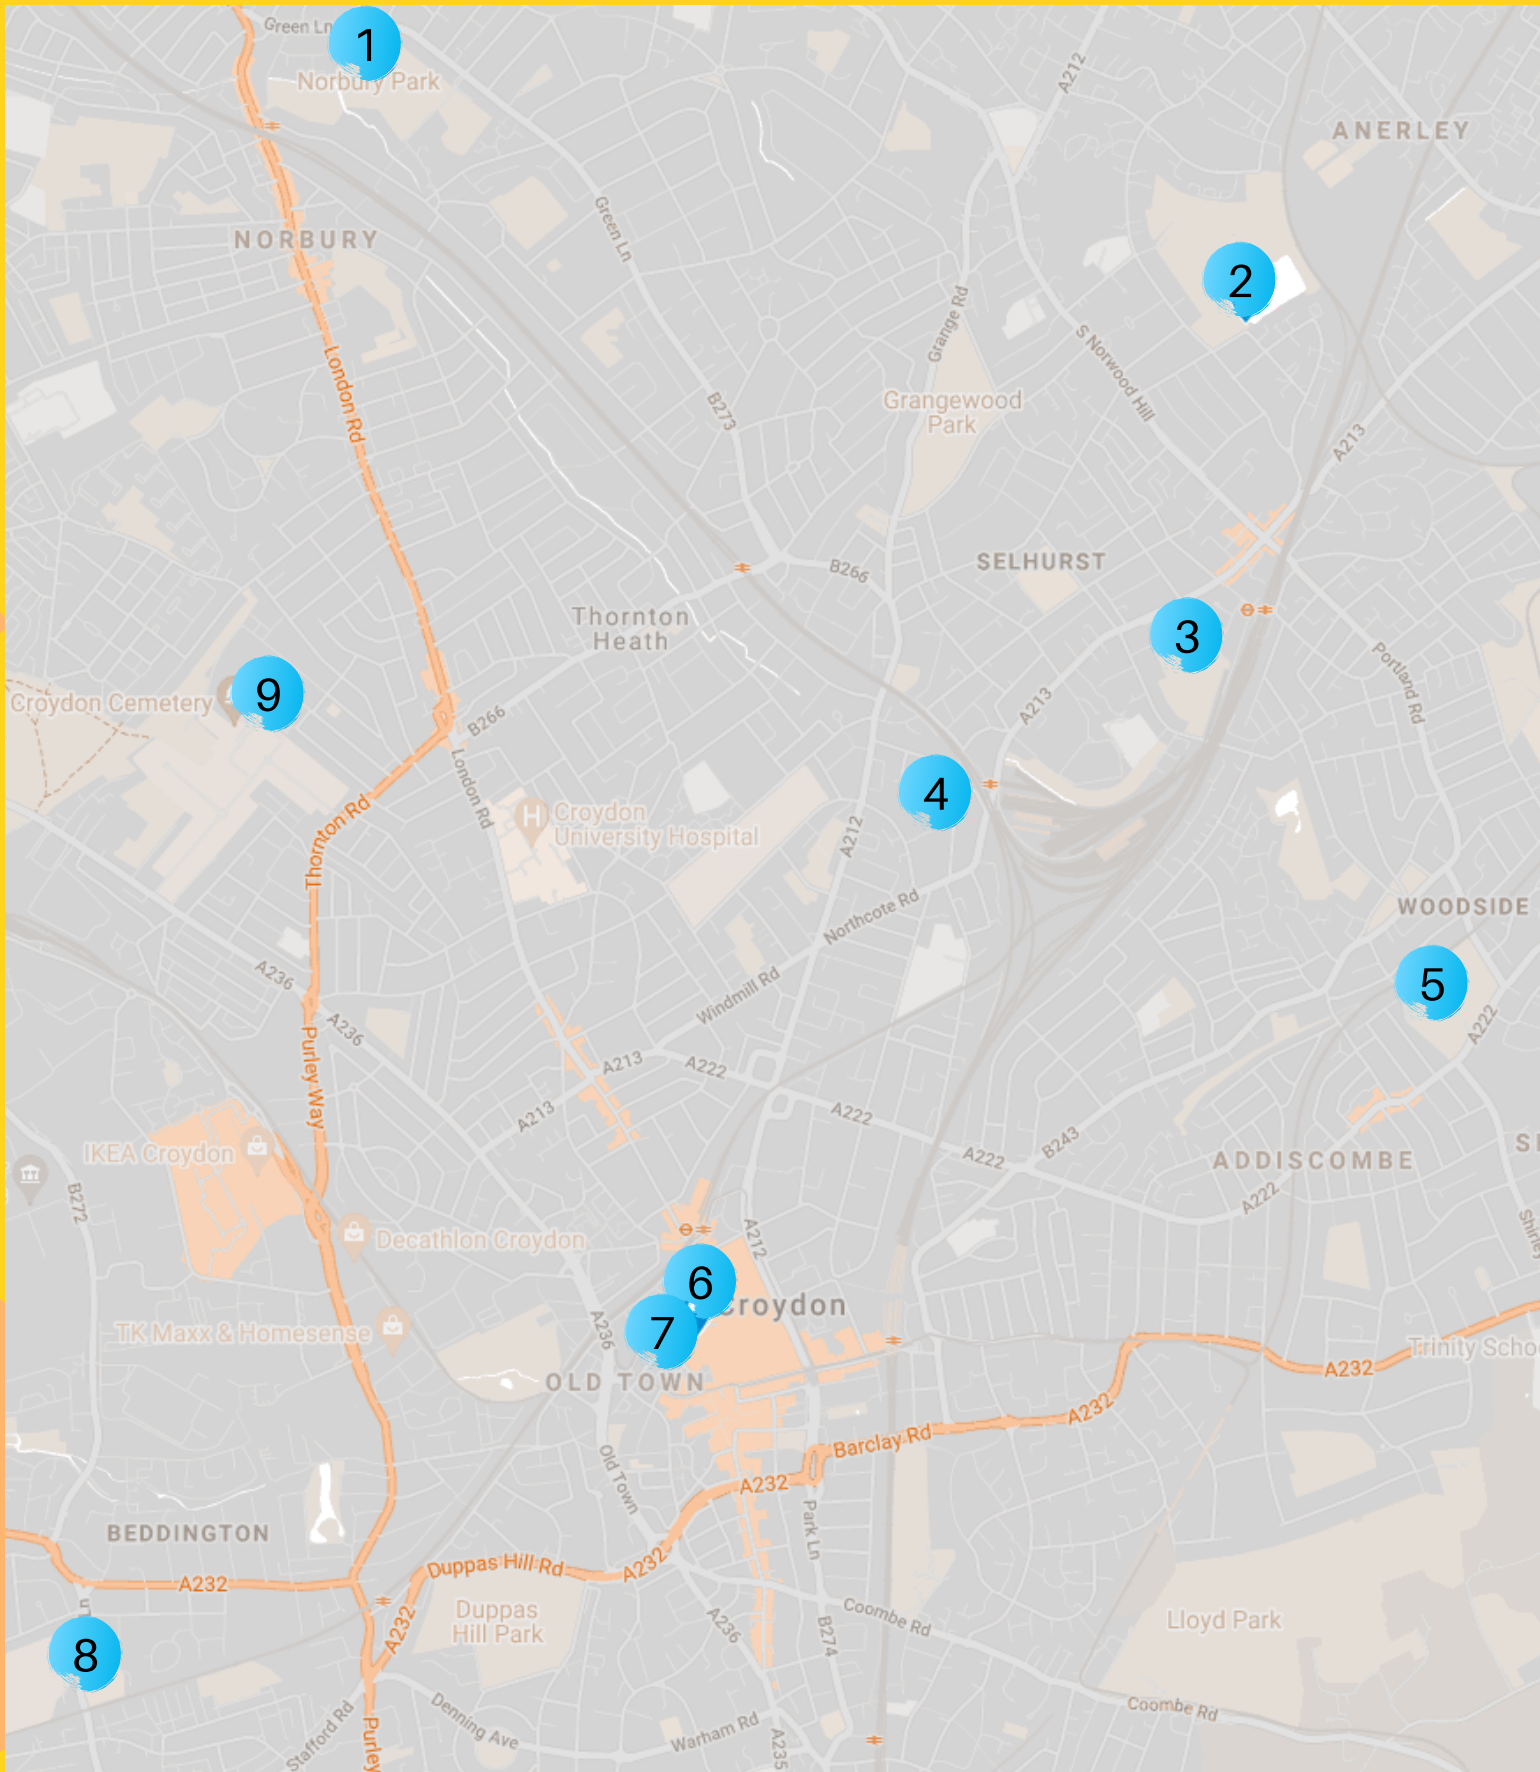 Green Ln
1
Norbury Park
A212
ANERLEY
NORBURY
Green Ln
2
London Rd
Grange Rd
S Norwood Hill
Grangewood
Park
B273
A213
SELHURST
B266
Thornton
Heath
3
Portland Rd
Croydon Cemetery
9
B266
A213
London Rd
4
Thornton Rd
Croydon
University Hospital
A212
Northcote Rd
WOODSIDE
A236
Windmill Rd
5
A236
A222
Purley Way
A213
A222
A213
A222
B243
IKEA Croydon
A222
ADDISCOMBE
B272
A222
A212
Decathlon Croydon
6
Croydon
7
A236
TK Maxx & Homesense
Trinity Scho
OLD TOWN
A232
A232
Barclay Rd
Old Town
A232
Park Ln
BEDDINGTON
Duppas Hill Rd
A232
A232
Duppas
Hill Park
A232
A236
Coombe Rd
B274
Lloyd Park
8
Stafford Rd
Denning Ave
Warham Rd
Coombe Rd
Purley
A235